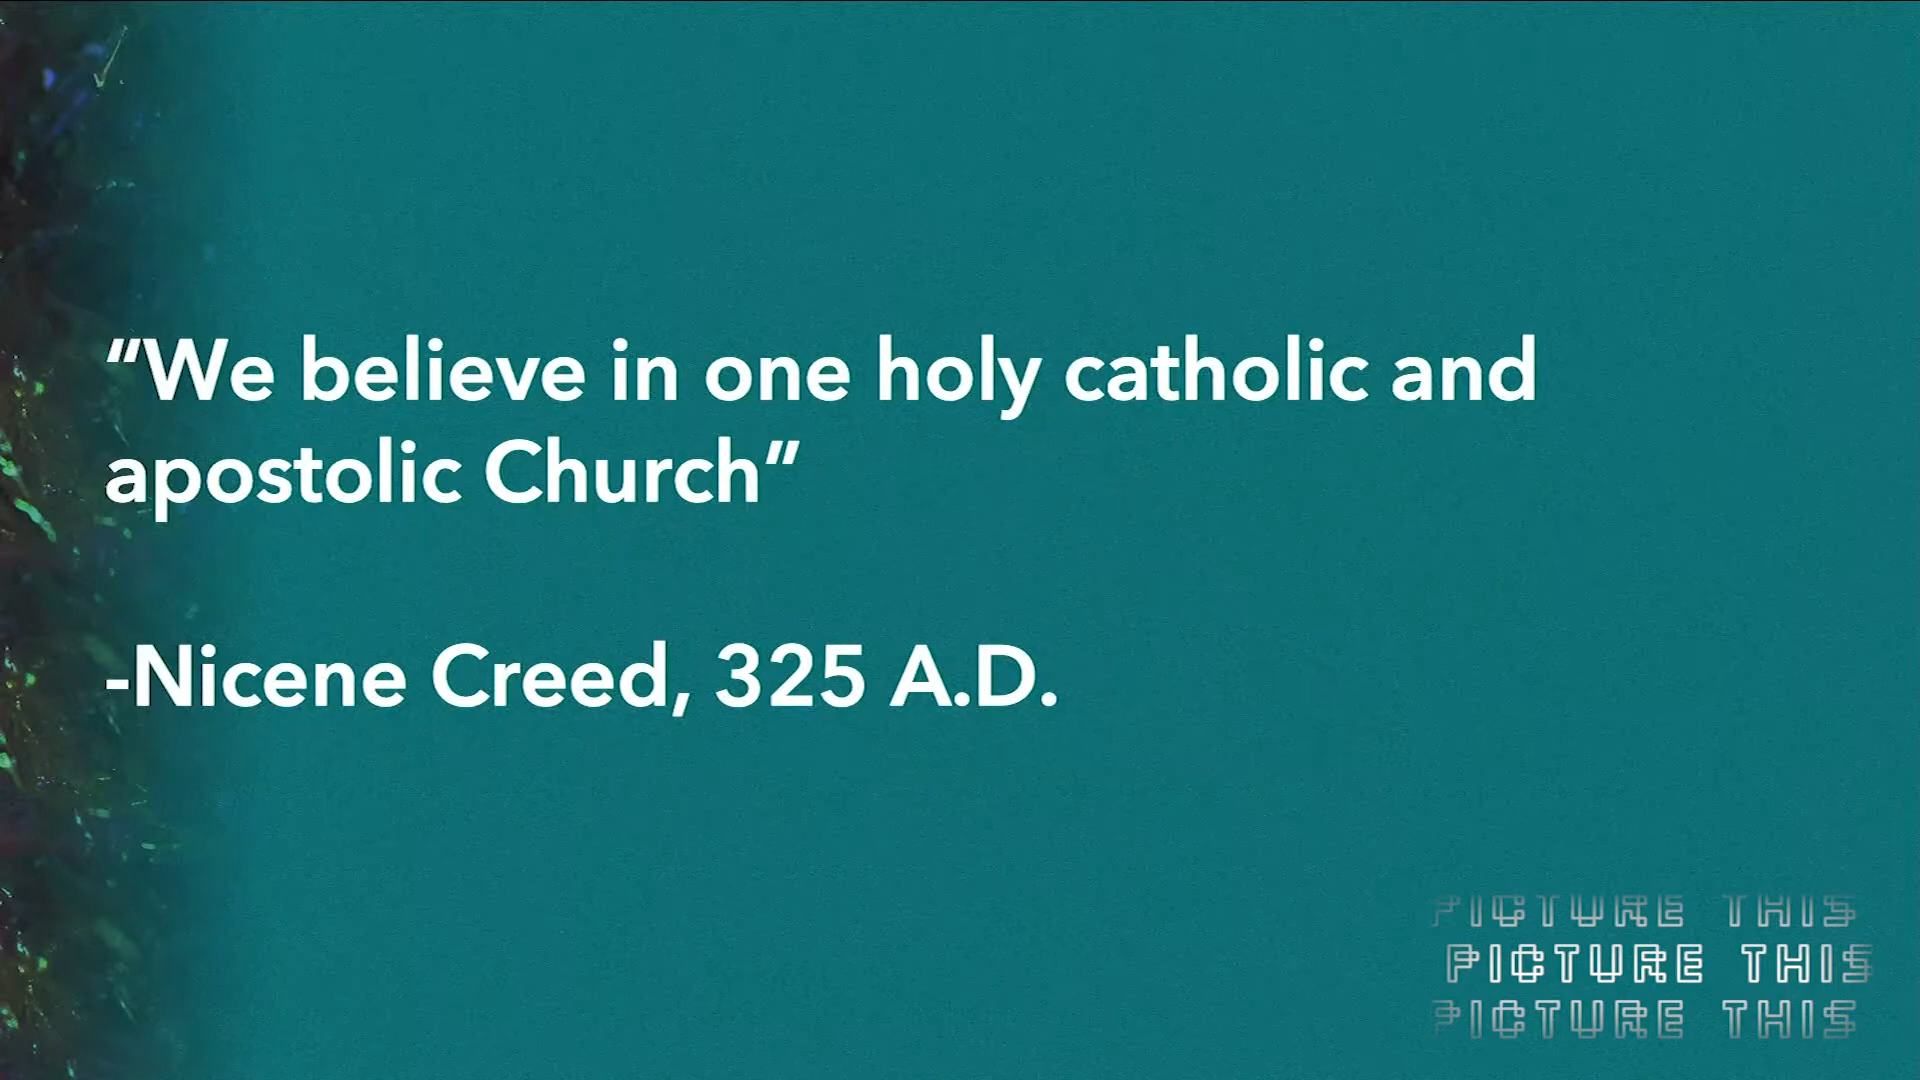 “We believe in one holy catholic and
apostolic Church”
-Nicene Creed, 325 A.D.
PICTURE THIS
PICTURE THIS
PICTURE THIS